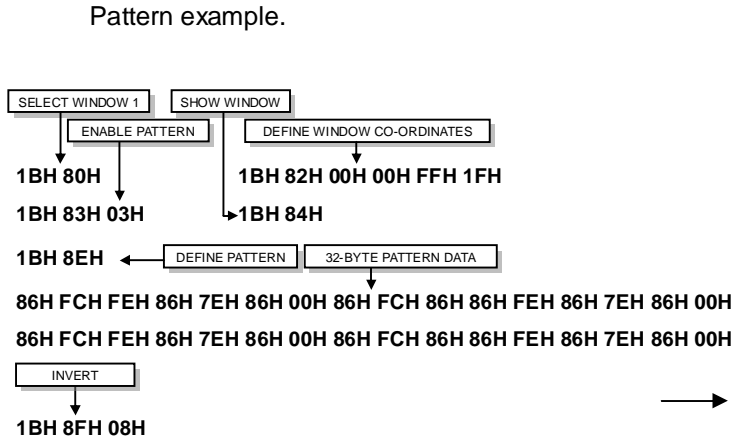 Pattern example.
SELECT WINDOW 1 SHOW WINDOW
ENABLE PATTERN DEFINE WINDOW CO-ORDINATES
1BH 80H 1BH 82H 00H 00H FFH 1FH
1BH 83H 03H 1BH 84H
1BH 8EH DEFINE PATTERN 32-BYTE PATTERN DATA
86H FCH FEH 86H 7EH 86H 00H 86H FCH 86H 86H FEH 86H 7EH 86H 00H
86H FCH FEH 86H 7EH 86H 00H 86H FCH 86H 86H FEH 86H 7EH 86H 00H
INVERT
1BH 8FH 08H